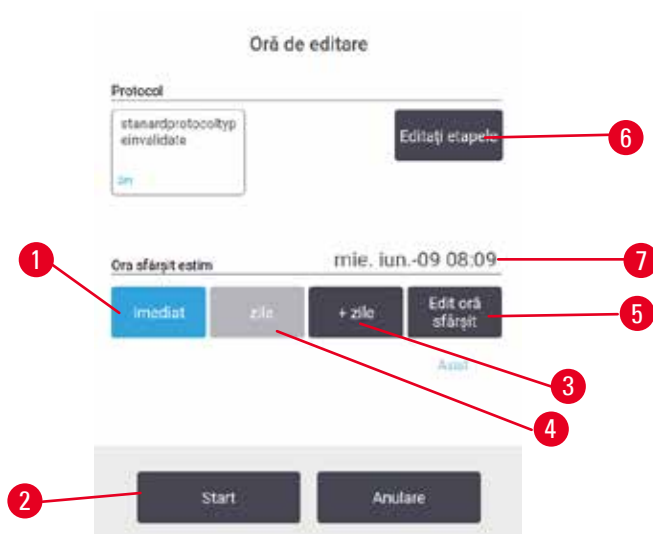 Oră de editare
Protocol
stanardprotocoltyp
einvalidate
Editați etapele
6
1
Ora sfârșit estim
mie. iun.-09 08:09
7
Imediat
zile
+ zile
Edit oră
sfârșit
5
3
4
2
Start
Anulare